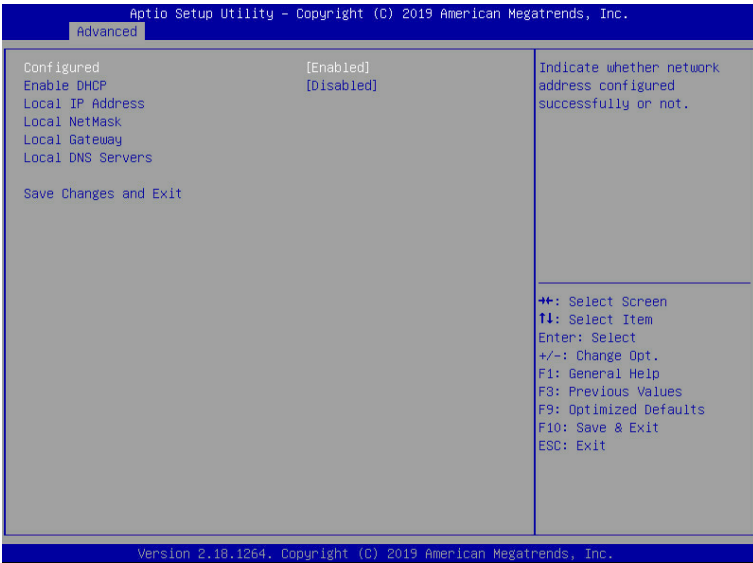 Aptio Setup Utility – Copyright (C) 2019 American Megatrends, Inc.
Advanced
Configured [Enabled]
Enable DHCP [Disabled]
Local IP Address
Local NetMask
Local Gateway
Local DNS Servers
Save Changes and Exit
Indicate whether network
address configured
successfully or not.
→←: Select Screen
↑↓: Select Item
Enter: Select
+/-: Change Opt.
F1: General Help
F3: Previous Values
F9: Optimized Defaults
F10: Save & Exit
ESC: Exit
Version 2.18.1264. Copyright (C) 2019 American Megatrends, Inc.